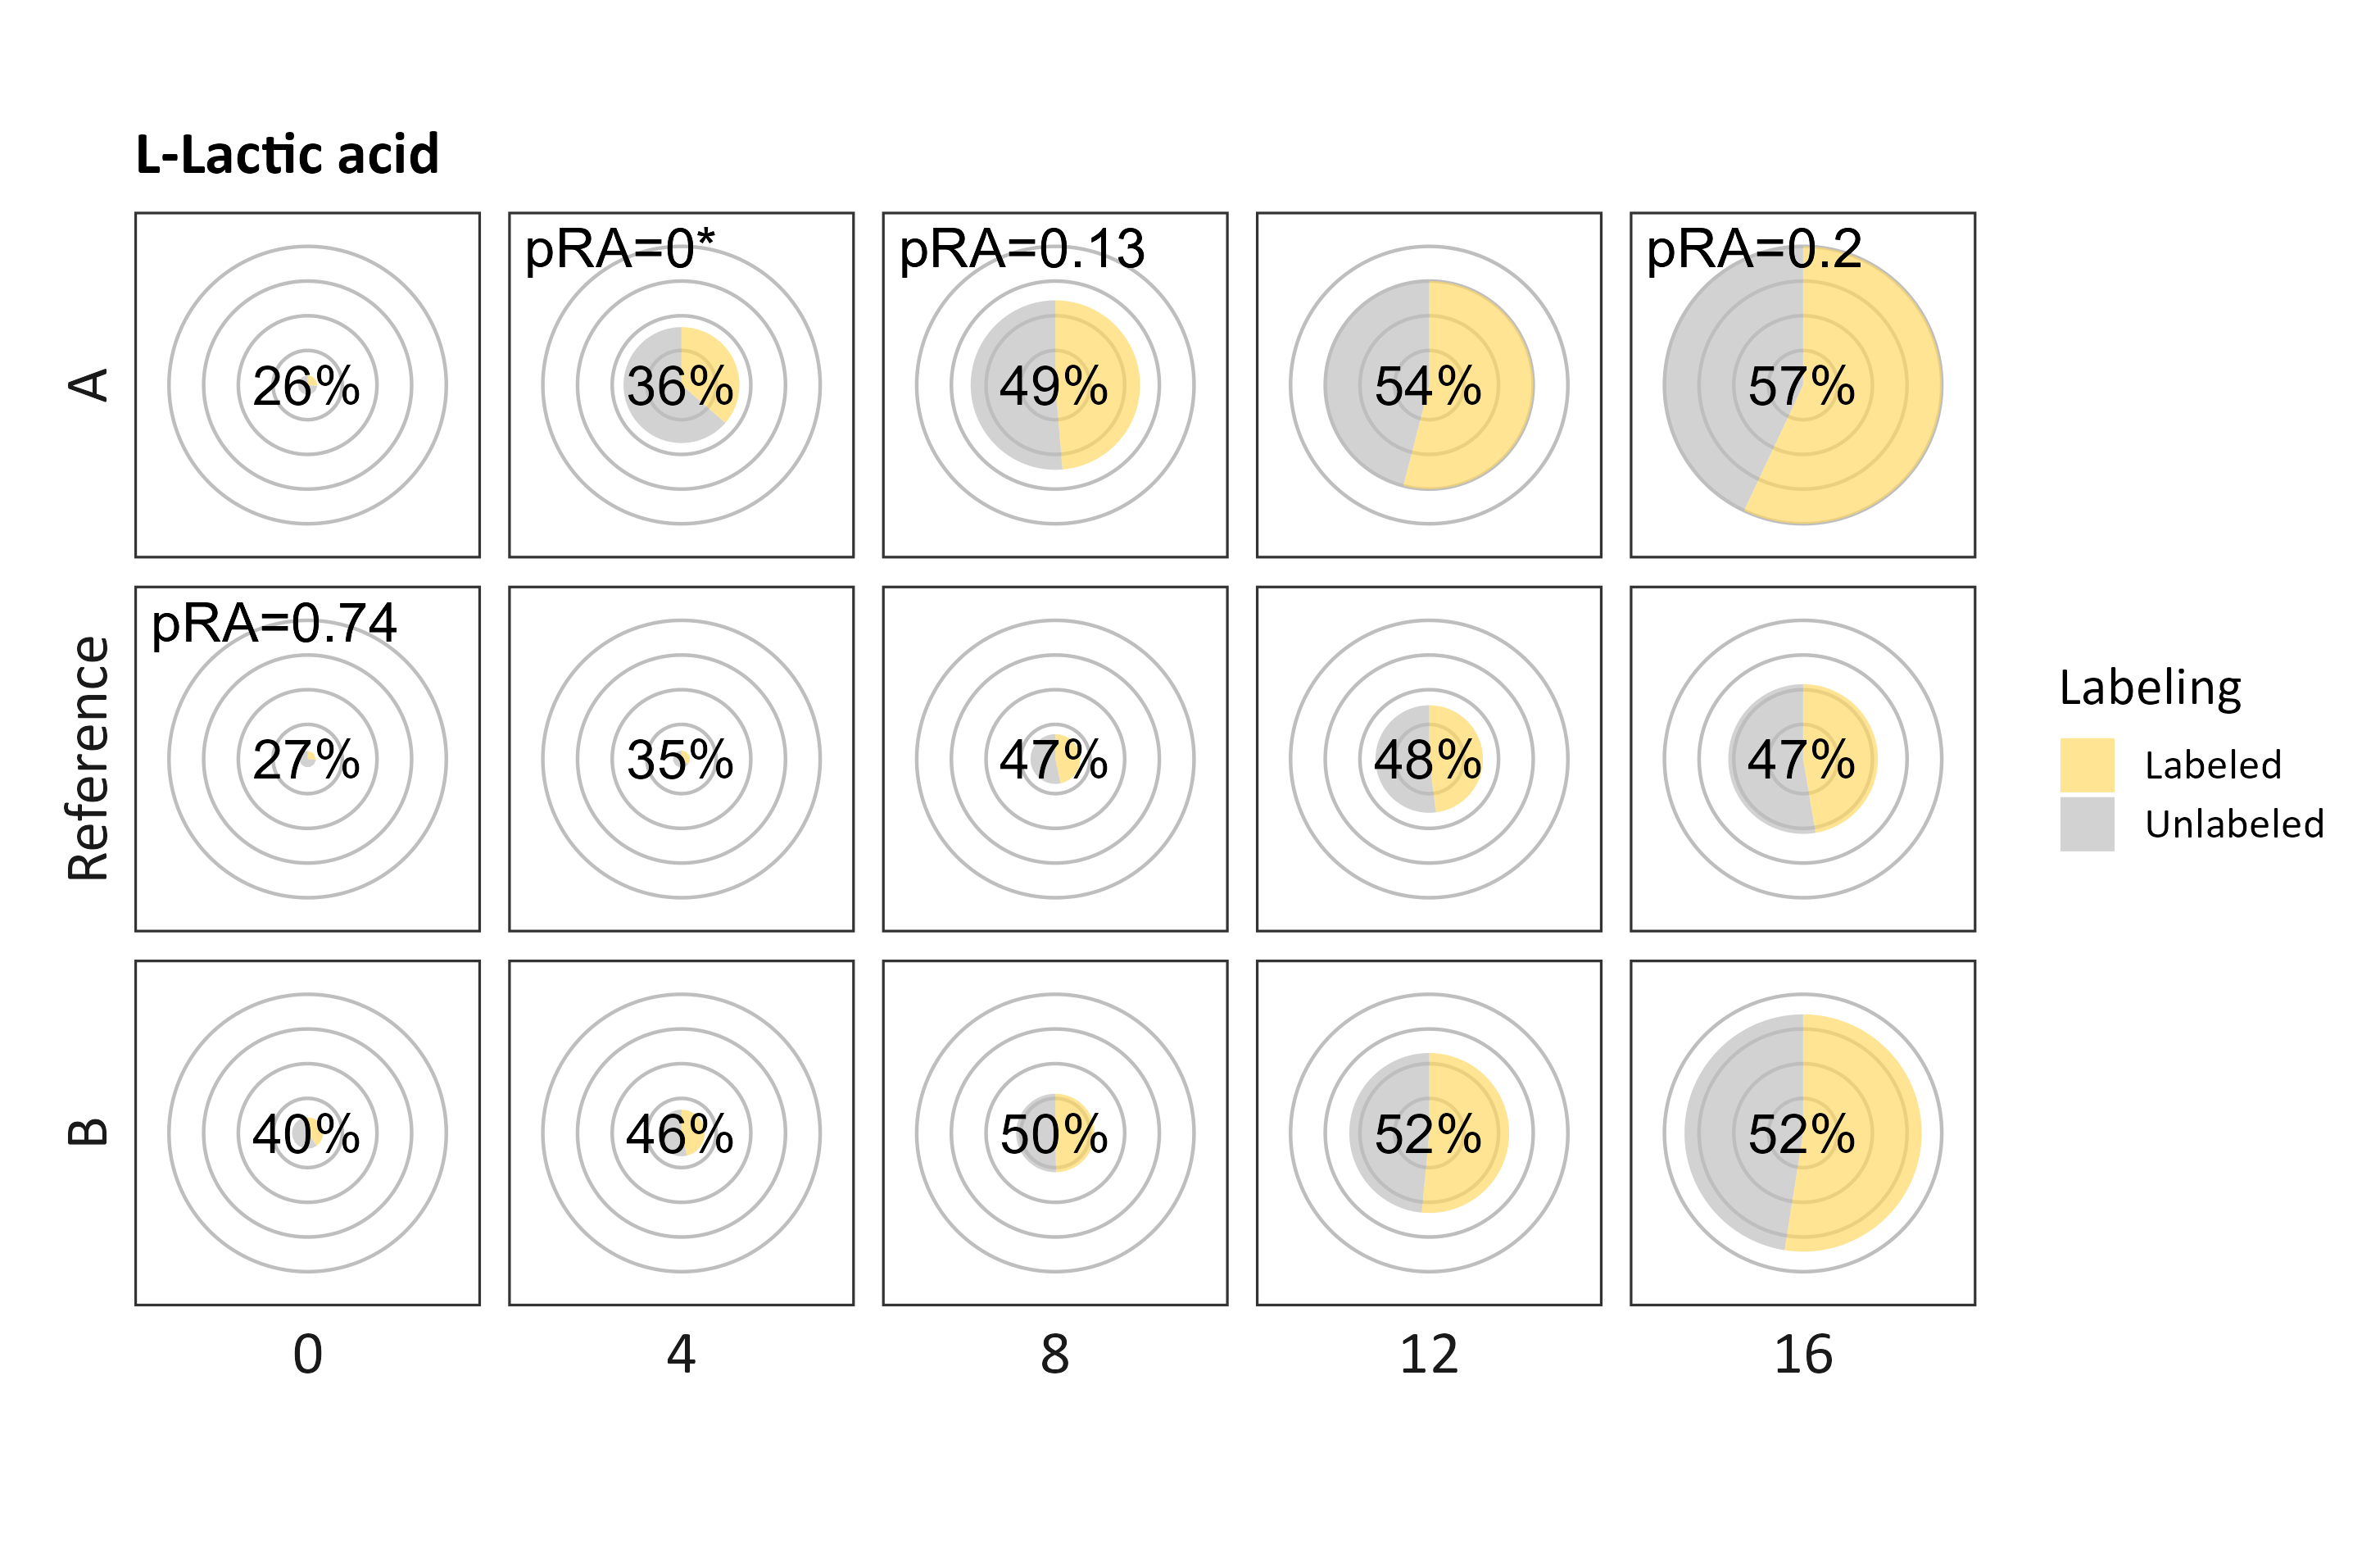 L-Lactic acid
A
26%
pRA=0*
36%
pRA=0.13
49%
54%
pRA=0.2
57%
Reference
pRA=0.74
27%
35%
47%
48%
47%
B
40%
46%
50%
52%
52%
0
4
8
12
16
Labeling
Labeled
Unlabeled